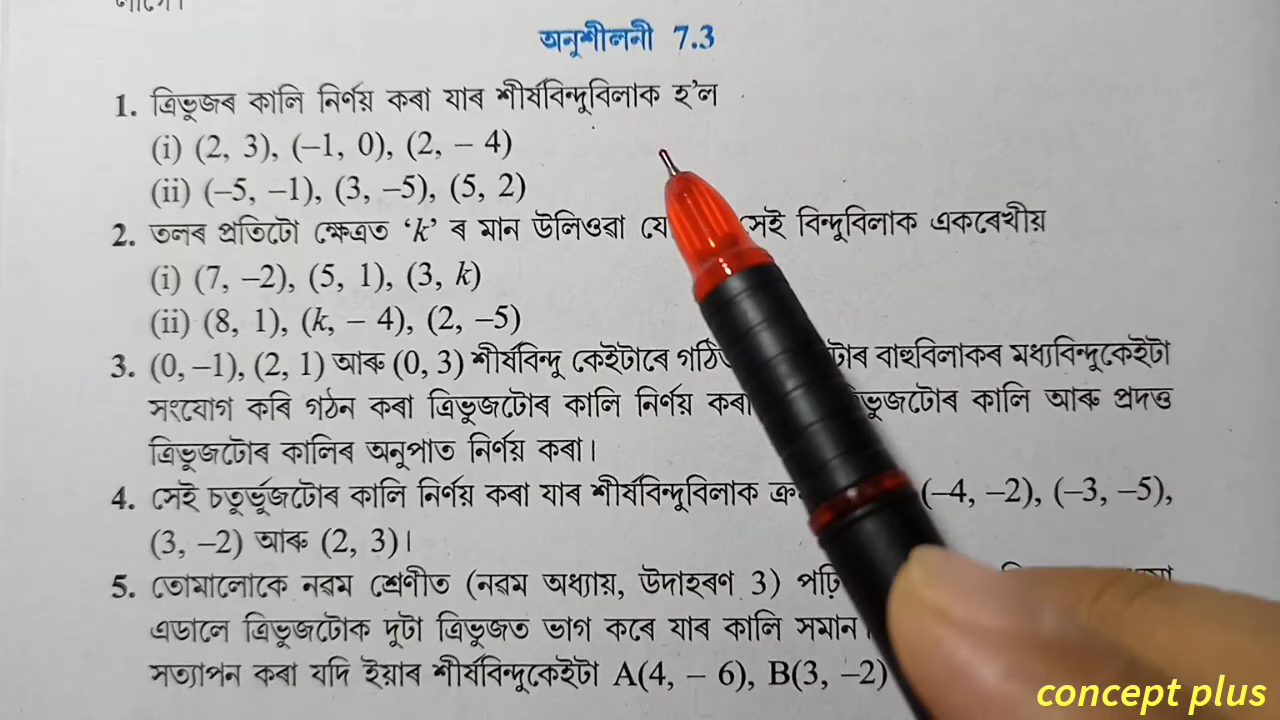 অনুশীলনী 7.3
1. ত্ৰিভুজৰ কালি নিৰ্ণয় কৰা যাৰ শীৰ্ষবিন্দুবিলাক হ’ল
(i) (2, 3), (–1, 0), (2, – 4)
(ii) (–5, –1), (3, –5), (5, 2)
2. তলৰ প্ৰতিটো ক্ষেত্ৰত ‘k’ ৰ মান উলিওৱা সেই বিন্দুবিলাক একৰেখীয়
(i) (7, –2), (5, 1), (3, k)
(ii) (8, 1), (k, – 4), (2, –5)
3. (0, –1), (2, 1) আৰু (0, 3) শীৰ্ষবিন্দু কেইটাৰে বাহুবিলাকৰ মধ্যবিন্দুকেইটা
সংযোগ কৰি গঠন কৰা ত্ৰিভুজটোৰ কালি নিৰ্ণয় কৰা কালি আৰু প্ৰদত্ত
ত্ৰিভুজটোৰ কালিৰ অনুপাত নিৰ্ণয় কৰা।
4. সেই চতুৰ্ভূজটোৰ কালি নিৰ্ণয় কৰা যাৰ শীৰ্ষবিন্দুবিলাক (–4, –2), (–3, –5),
(3, –2) আৰু (2, 3)।
5. তোমালোকে নৱম শ্ৰেণীত (নৱম অধ্যায়, উদাহৰণ 3)
এডালে ত্ৰিভুজটোক দুটা ত্ৰিভুজত ভাগ কৰে যাৰ কালি সমান।
সত্যাপন কৰা যদি ইয়াৰ শীৰ্ষবিন্দুকেইটা A(4, – 6), B(3, –2)
concept plus